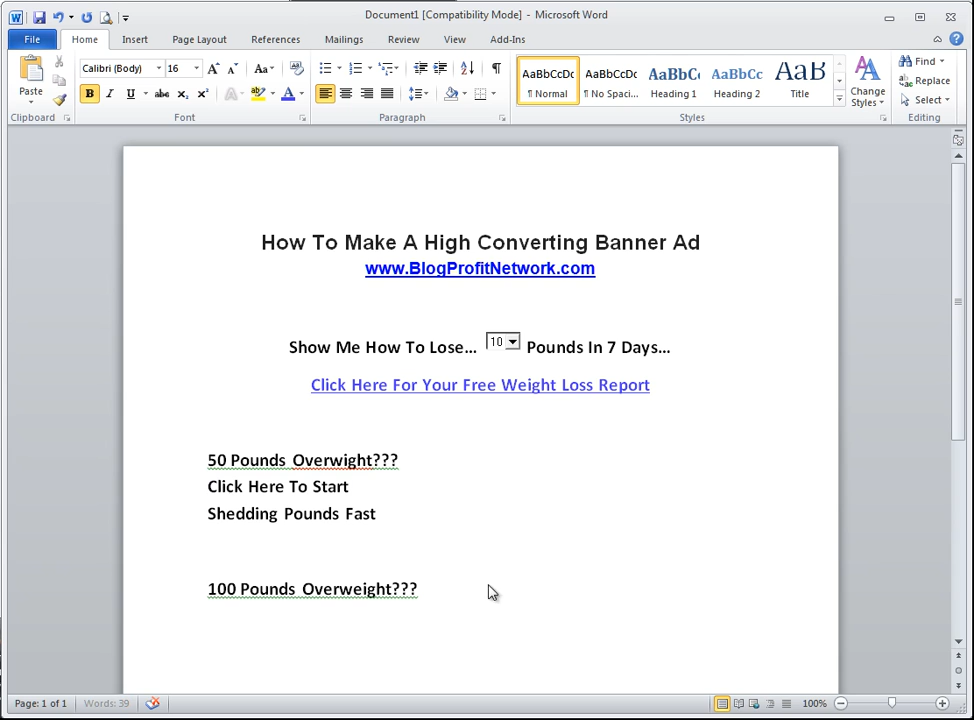 Document1 [Compatibility Mode] - Microsoft Word
File Home Insert Page Layout References Mailings Review View Add-Ins
Paste
Clipboard
Calibri (Body) 16
Font
Paragraph
AaBbCcDc AaBbCcDc AaBbCc AaBbCc AaB
¶ Normal ¶ No Spaci... Heading 1 Heading 2 Title
Change Styles
Styles
Find
Replace
Select
Editing
How To Make A High Converting Banner Ad
www.BlogProfitNetwork.com
Show Me How To Lose... 10 Pounds In 7 Days...
Click Here For Your Free Weight Loss Report
50 Pounds Overwight???
Click Here To Start
Shedding Pounds Fast
100 Pounds Overweight???
Page: 1 of 1 Words: 39 100%